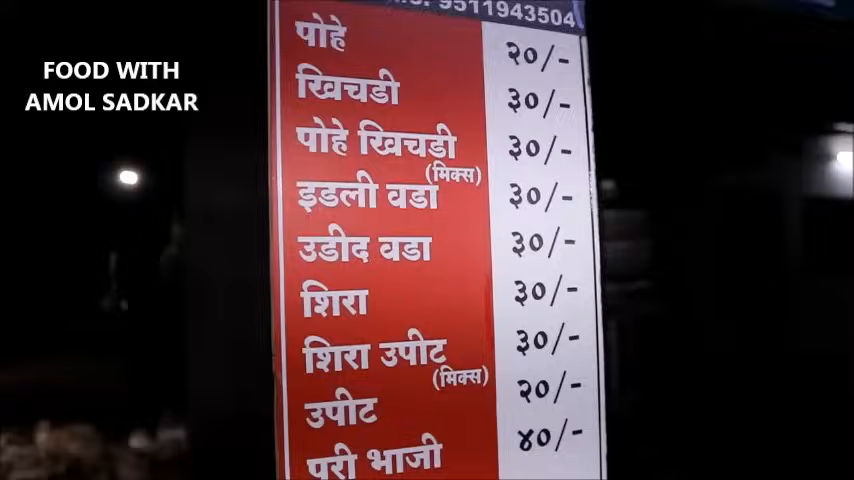 FOOD WITH
AMOL SADKAR
9511943504
पोहे २०/-
खिचडी ३०/-
पोहे खिचडी ३०/-
(मिक्स)
इडली वडा ३०/-
उडीद वडा ३०/-
शिरा ३०/-
शिरा उपीट ३०/-
(मिक्स)
उपीट २०/-
पुरी भाजी ४०/-